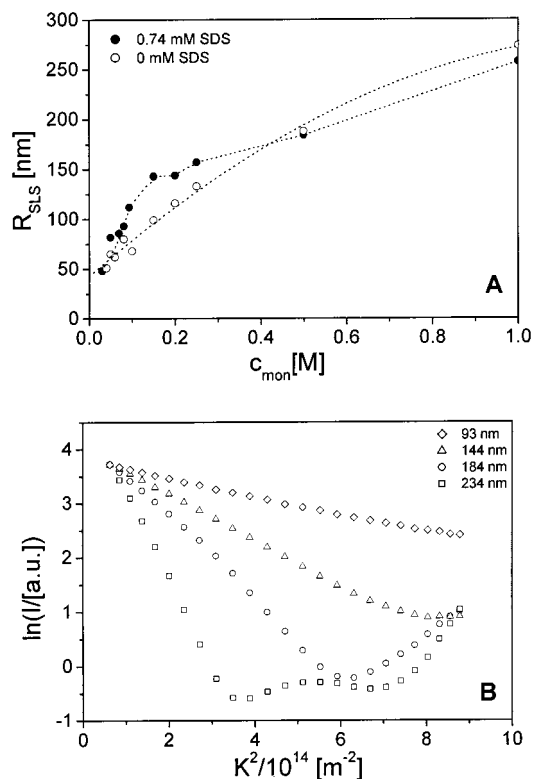 0.74 mM SDS
0 mM SDS
300
250
200
150
100
50
0
R_SLS [nm]
0.0 0.2 0.4 0.6 0.8 1.0
c_mon[M]
A
93 nm
144 nm
184 nm
234 nm
4
3
2
1
0
-1
ln(I/[a.u.])
0 2 4 6 8 10
K²/10¹⁴ [m⁻²]
B